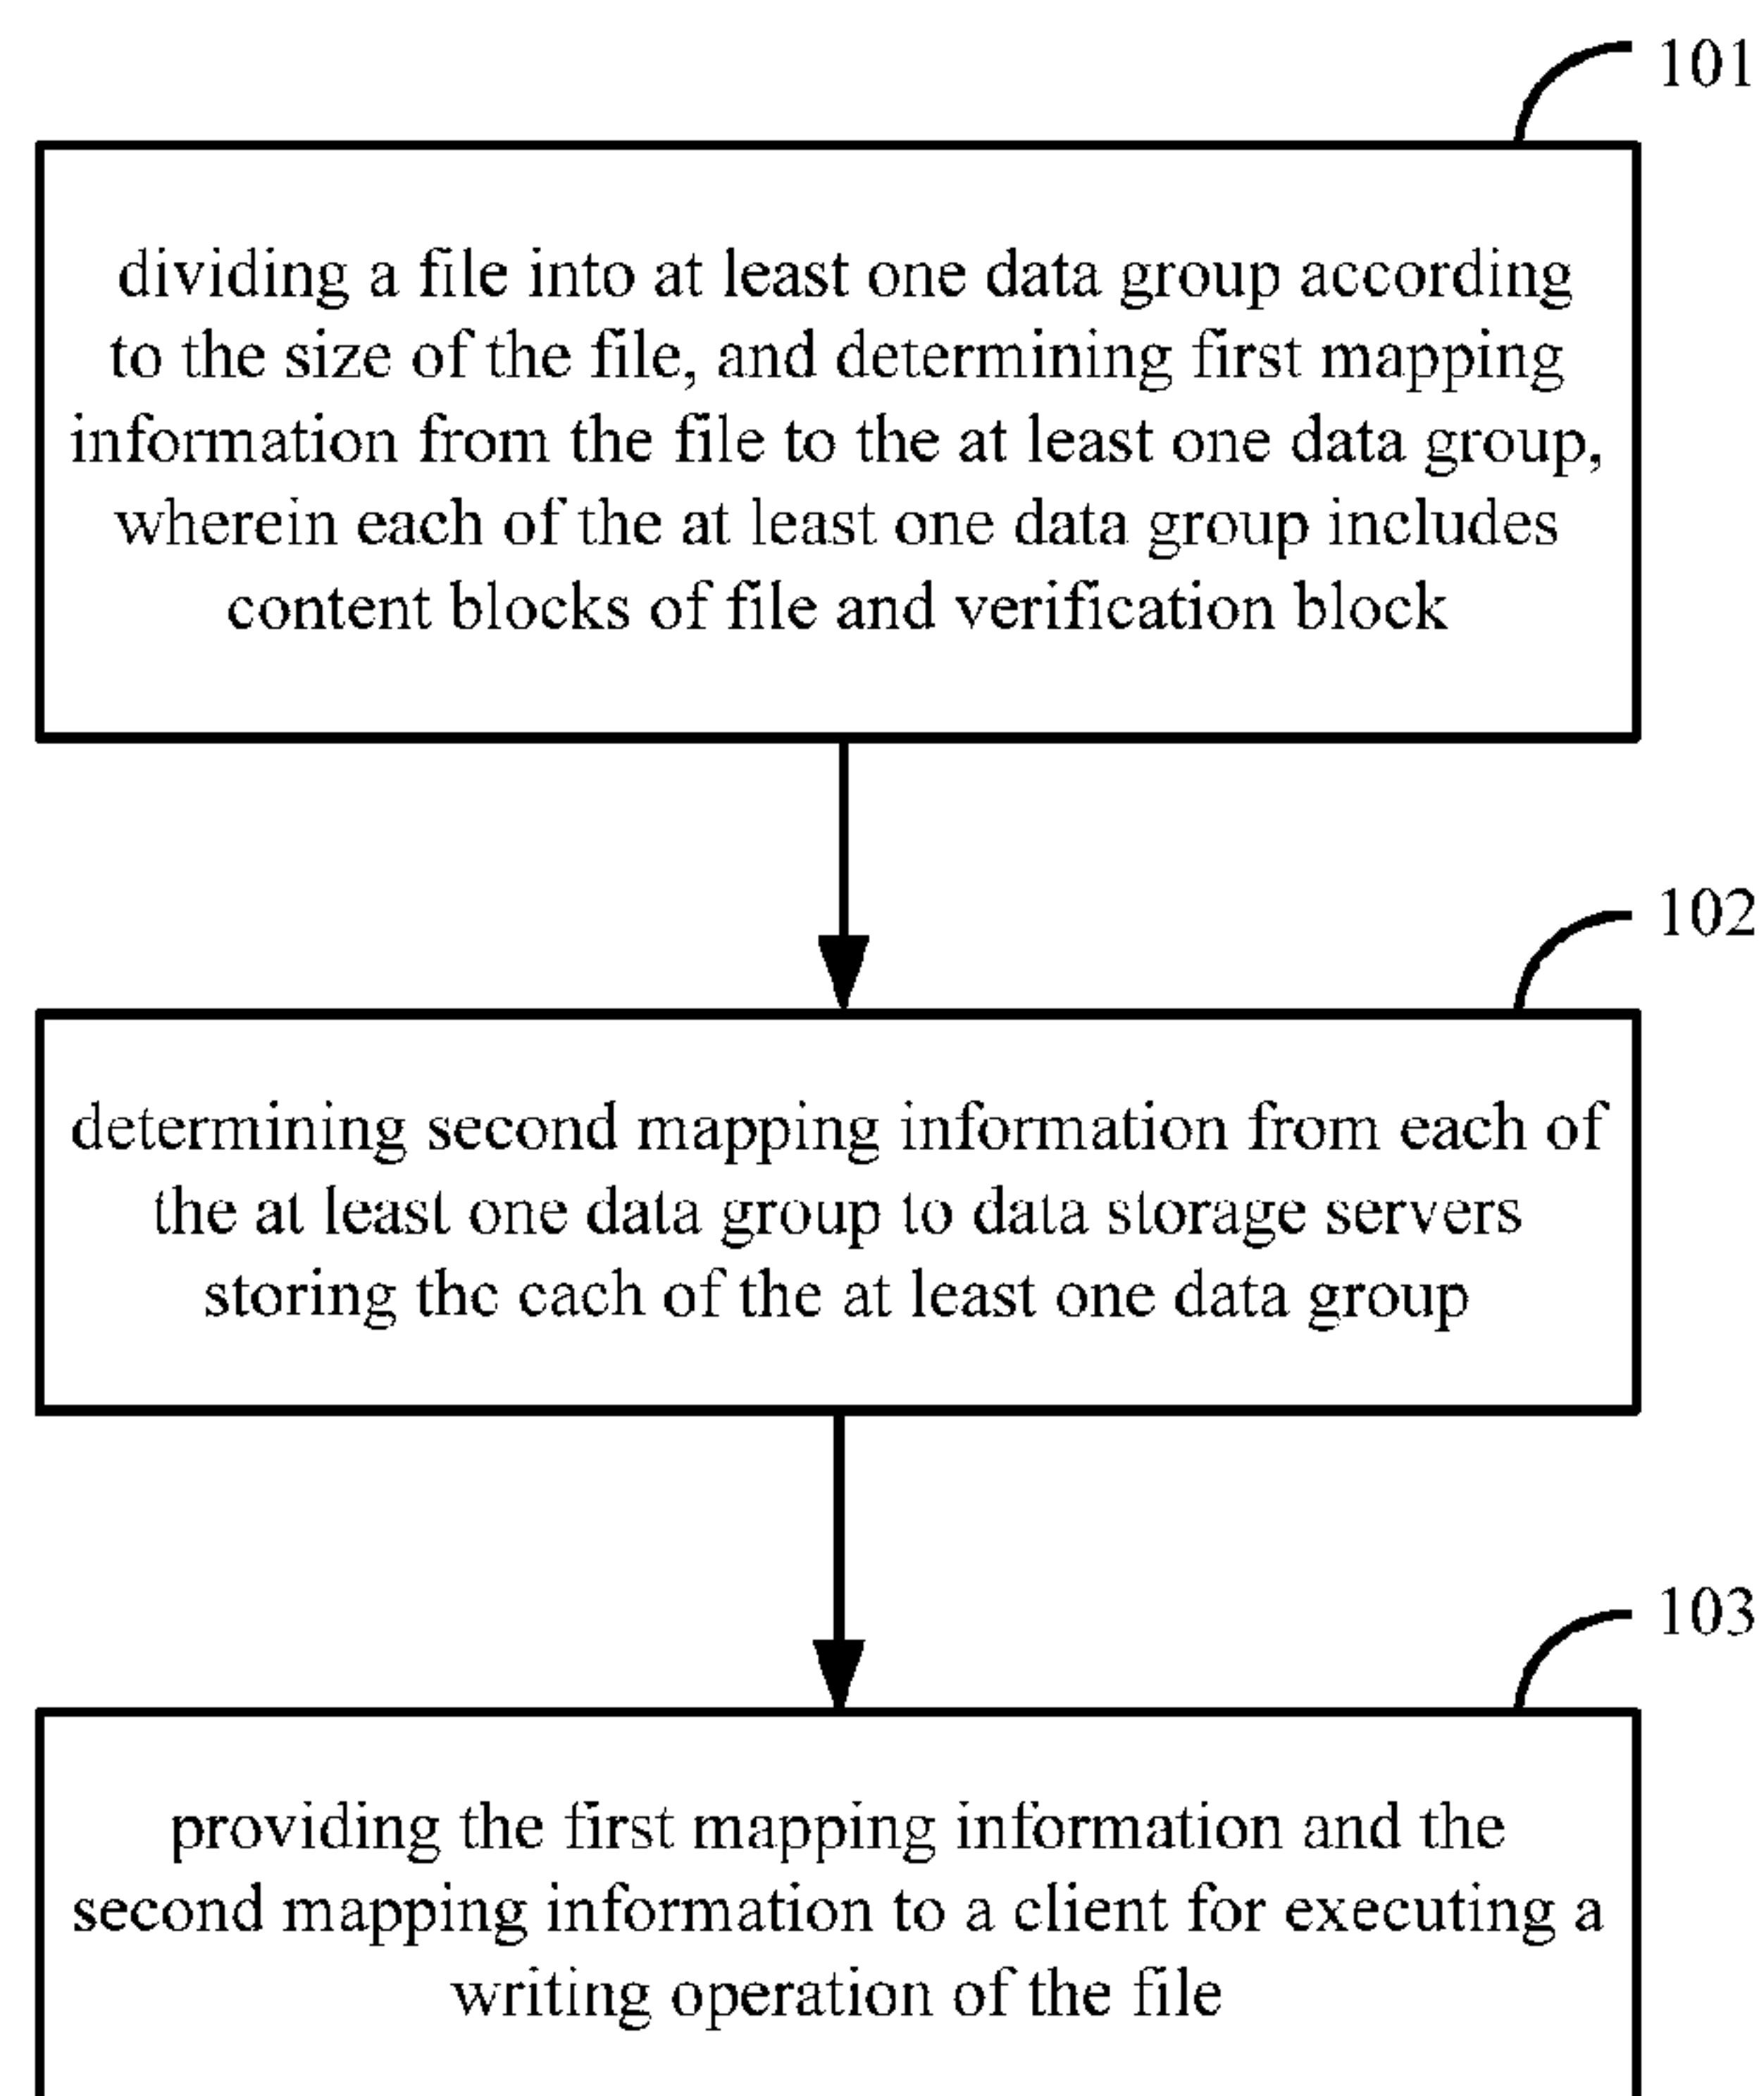 101
dividing a file into at least one data group according
to the size of the file, and determining first mapping
information from the file to the at least one data group,
wherein each of the at least one data group includes
content blocks of file and verification block
102
determining second mapping information from each of
the at least one data group to data storage servers
storing the each of the at least one data group
103
providing the first mapping information and the
second mapping information to a client for executing a
writing operation of the file